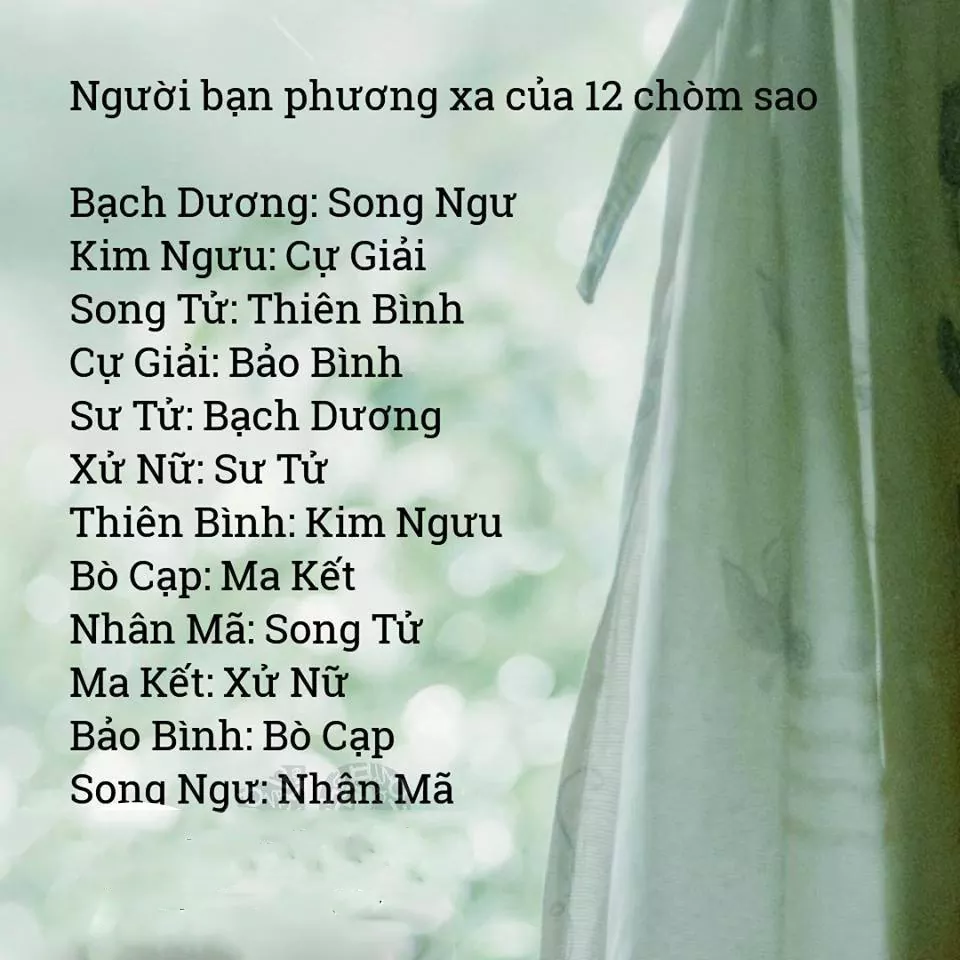 Người bạn phương xa của 12 chòm sao
Bạch Dương: Song Ngư
Kim Ngưu: Cự Giải
Song Tử: Thiên Bình
Cự Giải: Bảo Bình
Sư Tử: Bạch Dương
Xử Nữ: Sư Tử
Thiên Bình: Kim Ngưu
Bò Cạp: Ma Kết
Nhân Mã: Song Tử
Ma Kết: Xử Nữ
Bảo Bình: Bò Cạp
Song Ngư: Nhân Mã